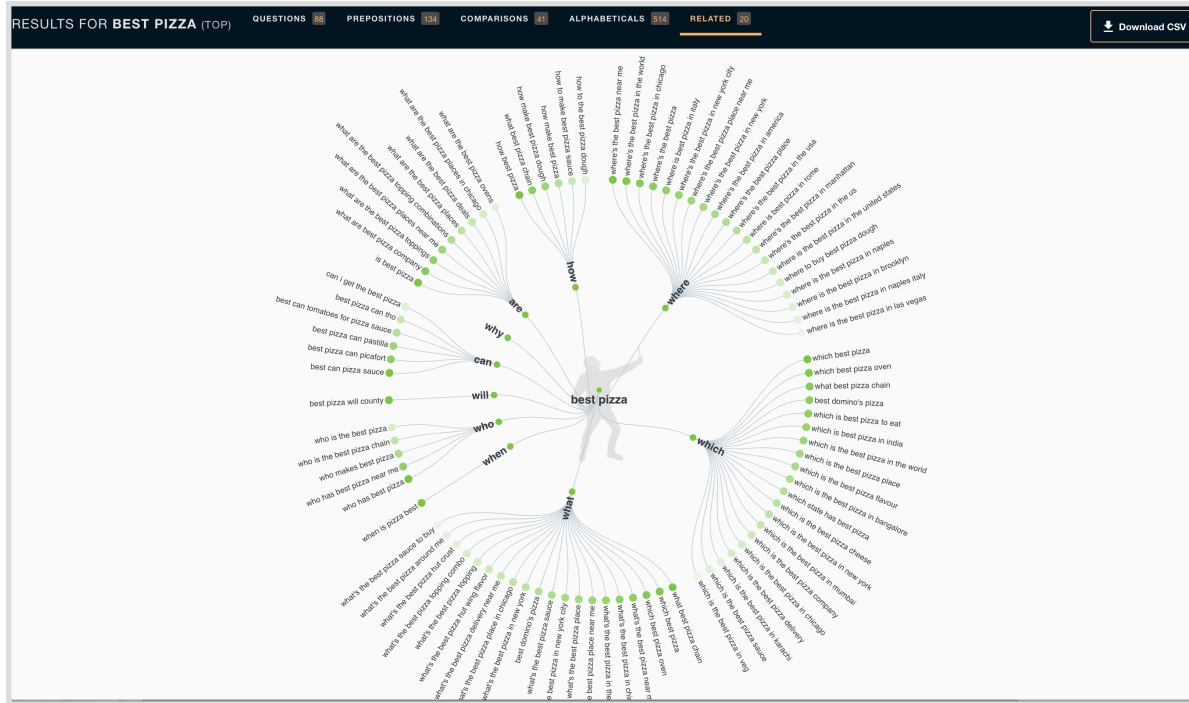 RESULTS FOR BEST PIZZA (TOP)
QUESTIONS 88
PREPOSITIONS 134
COMPARISONS 41
ALPHABETICALS 514
RELATED 20
Download CSV
best pizza
how
how best pizza
what best pizza chain
how make best pizza dough
how make best pizza
how to make best pizza sauce
how to the best pizza dough
where
where's the best pizza near me
where's the best pizza in the world
where's the best pizza in chicago
where's the best pizza
where is best pizza in italy
where's the best pizza in new york city
where's the best pizza place near me
where's the best pizza in new york
where's the best pizza in america
where's the best pizza place
where's the best pizza in the usa
where is best pizza in rome
where's the best pizza in manhattan
where's the best pizza in the us
where is the best pizza in the united states
where to buy best pizza dough
where is the best pizza in naples
where is the best pizza in brooklyn
where is the best pizza in naples italy
where is the best pizza in las vegas
which
which best pizza
which best pizza oven
what best pizza chain
best domino's pizza
which is best pizza to eat
which is best pizza in india
which is the best pizza in the world
which is the best pizza place
which is the best pizza flavour
which is the best pizza in bangalore
which state has best pizza
which is the best pizza cheese
which is the best pizza in new york
which is the best pizza in mumbai
which is the best pizza company
which is the best pizza in chicago
which is the best pizza delivery
which is the best pizza in karachi
which is the best pizza sauce
which is the best pizza in veg
what
what best pizza chain
which best pizza
which best pizza oven
what's the best pizza near m
what's the best pizza in chic
what's the best pizza in the
best pizza place near me
what's the best pizza place
best pizza in new york city
what's the best pizza sauce
best domino's pizza
what's the best pizza in new york
at's the best pizza place in chicago
what's the best pizza delivery near me
what's the best pizza hut wing flavor
what's the best pizza topping
what's the best pizza topping combo
what's the best pizza hut crust
what's the best pizza around me
what's the best pizza sauce to buy
when
when is pizza best
who
who has best pizza
who has best pizza near me
who makes best pizza
who is the best pizza chain
who is the best pizza
will
best pizza will county
can
best can pizza sauce
best pizza can picafort
best pizza can pastilla
best can tomatoes for pizza sauce
best pizza can tho
can i get the best pizza
why
are
is best pizza
what are best pizza company
what are the best pizza toppings
what are the best pizza places near me
what are the best pizza topping combinations
what are the best pizza places
what are the best pizza deals
what are the best pizza places in chicago
what are the best pizza ovens